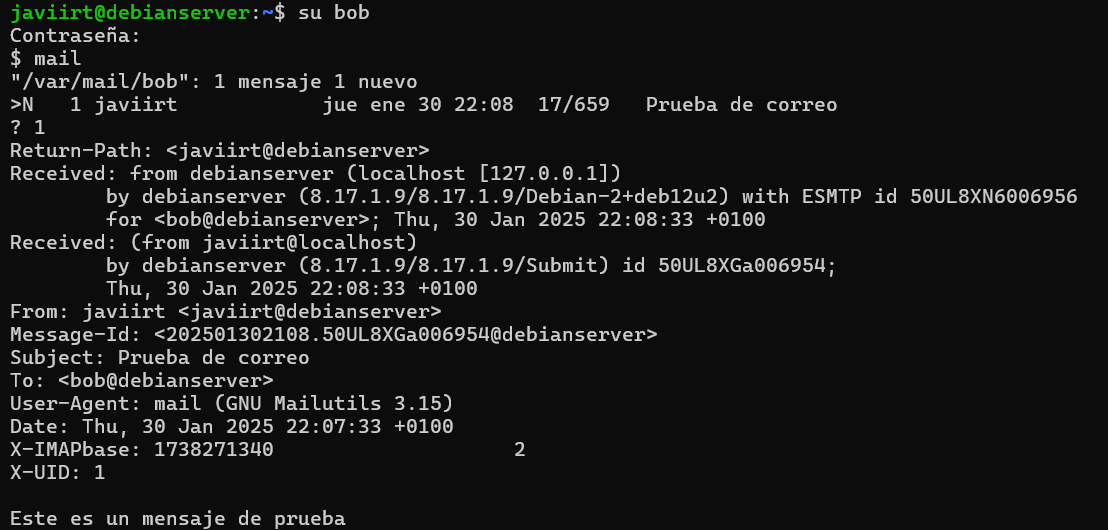 javiirt@debianserver:~$ su bob
Contraseña:
$ mail
"/var/mail/bob": 1 mensaje 1 nuevo
>N   1 javiirt            jue ene 30 22:08  17/659   Prueba de correo
? 1
Return-Path: <javiirt@debianserver>
Received: from debianserver (localhost [127.0.0.1])
        by debianserver (8.17.1.9/8.17.1.9/Debian-2+deb12u2) with ESMTP id 50UL8XN6006956
        for <bob@debianserver>; Thu, 30 Jan 2025 22:08:33 +0100
Received: (from javiirt@localhost)
        by debianserver (8.17.1.9/8.17.1.9/Submit) id 50UL8XGa006954;
        Thu, 30 Jan 2025 22:08:33 +0100
From: javiirt <javiirt@debianserver>
Message-Id: <202501302108.50UL8XGa006954@debianserver>
Subject: Prueba de correo
To: <bob@debianserver>
User-Agent: mail (GNU Mailutils 3.15)
Date: Thu, 30 Jan 2025 22:07:33 +0100
X-IMAPbase: 1738271340                    2
X-UID: 1

Este es un mensaje de prueba